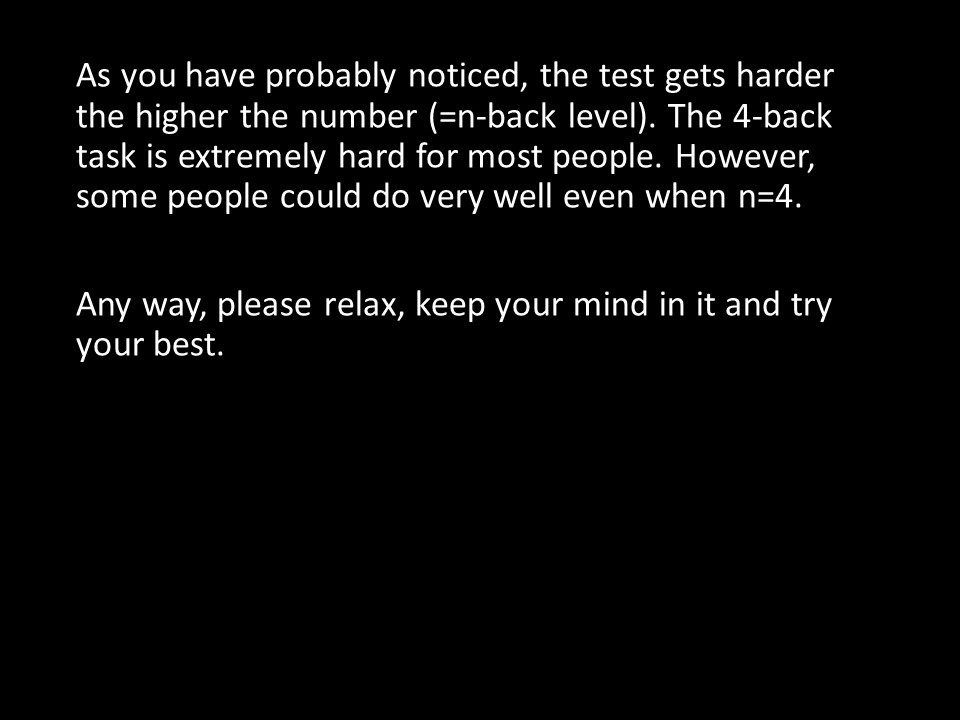 As you have probably noticed, the test gets harder
the higher the number (=n-back level). The 4-back
task is extremely hard for most people. However,
some people could do very well even when n=4.
Any way, please relax, keep your mind in it and try
your best.